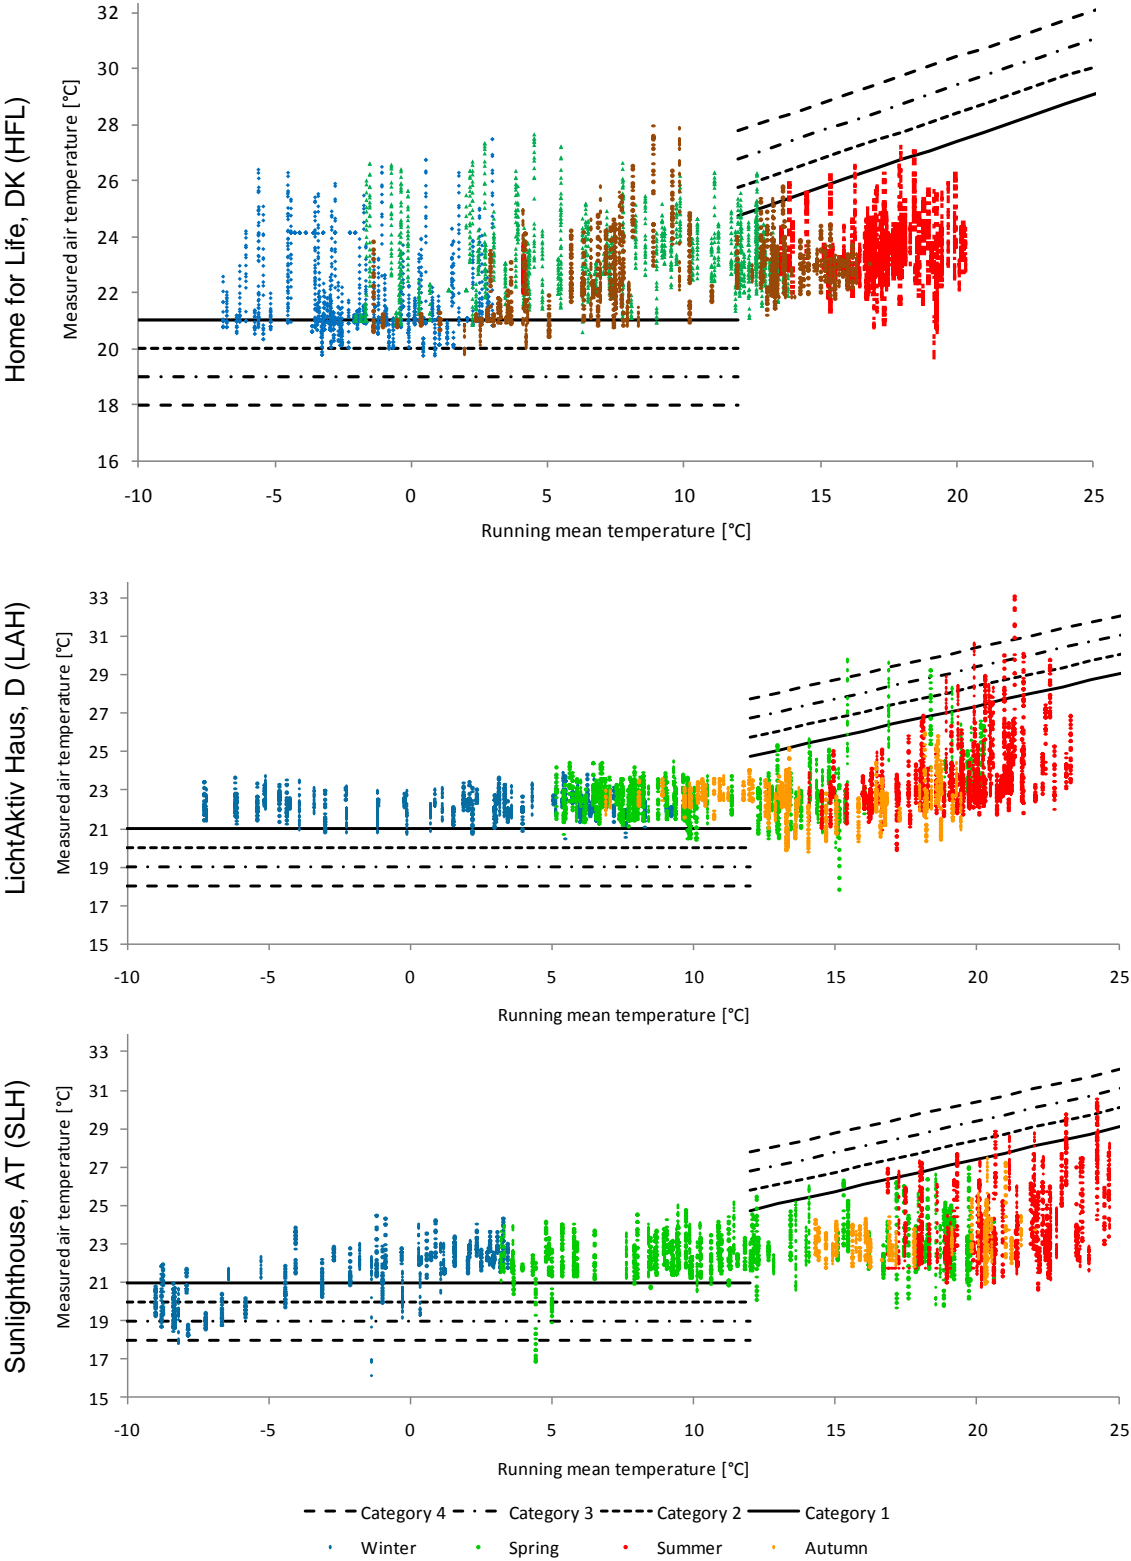 Home for Life, DK (HFL)
Measured air temperature [°C]
32
30
28
26
24
22
20
18
16
-10 -5 0 5 10 15 20 25
Running mean temperature [°C]
LichtAktiv Haus, D (LAH)
Measured air temperature [°C]
33
31
29
27
25
23
21
19
17
15
-10 -5 0 5 10 15 20 25
Running mean temperature [°C]
Sunlighthouse, AT (SLH)
Measured air temperature [°C]
33
31
29
27
25
23
21
19
17
15
-10 -5 0 5 10 15 20 25
Running mean temperature [°C]
Category 4 Category 3 Category 2 Category 1
Winter Spring Summer Autumn